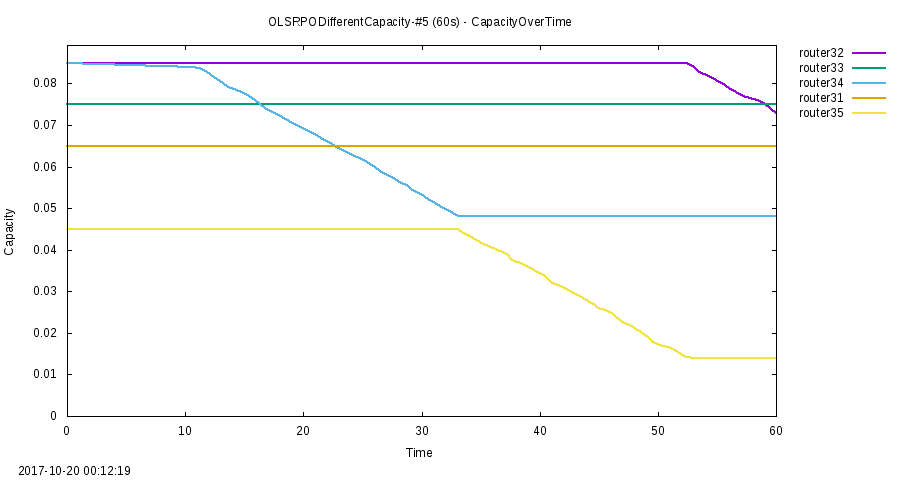 OLSRPODifferentCapacity-#5 (60s) - CapacityOverTime
router32
router33
router34
router31
router35
0.08
0.07
0.06
0.05
0.04
0.03
0.02
0.01
0
Capacity
0 10 20 30 40 50 60
Time
2017-10-20 00:12:19